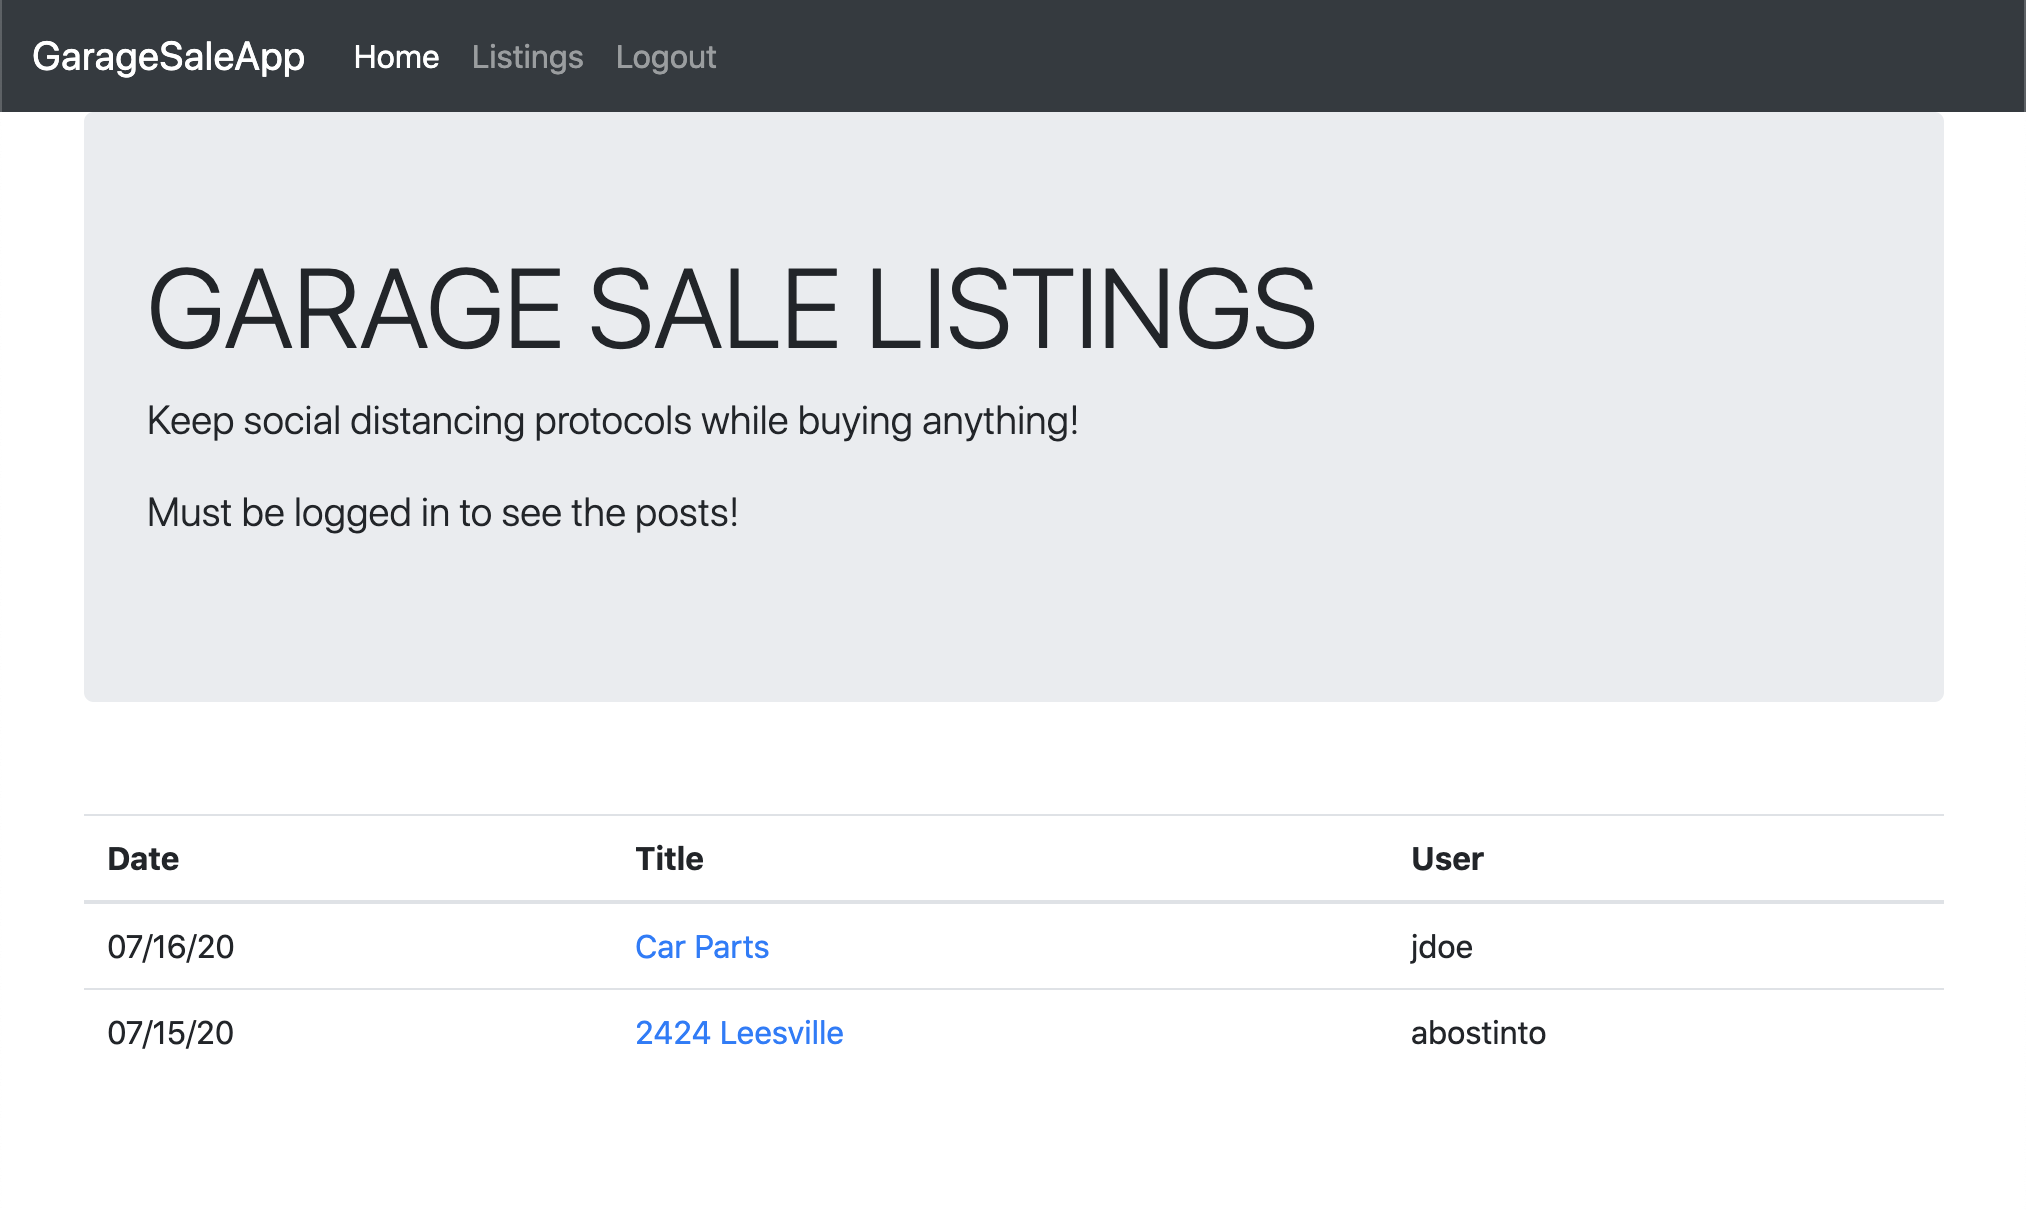 GarageSaleApp Home Listings Logout
GARAGE SALE LISTINGS
Keep social distancing protocols while buying anything!
Must be logged in to see the posts!
Date Title User
07/16/20 Car Parts jdoe
07/15/20 2424 Leesville abostinto